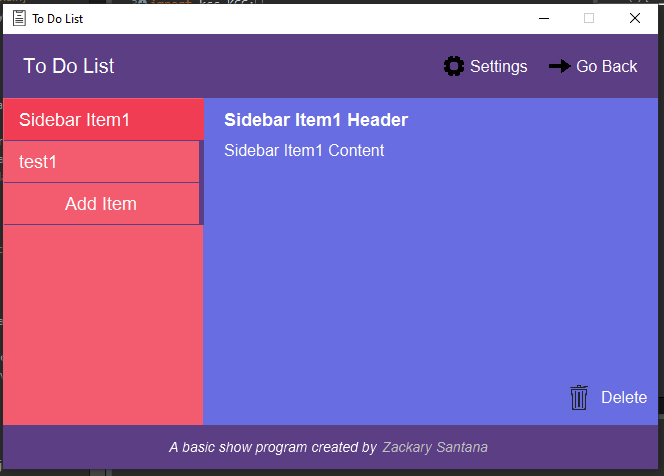 To Do List
To Do List
Settings
Go Back
Sidebar Item1
test1
Add Item
Sidebar Item1 Header
Sidebar Item1 Content
Delete
A basic show program created by Zackary Santana